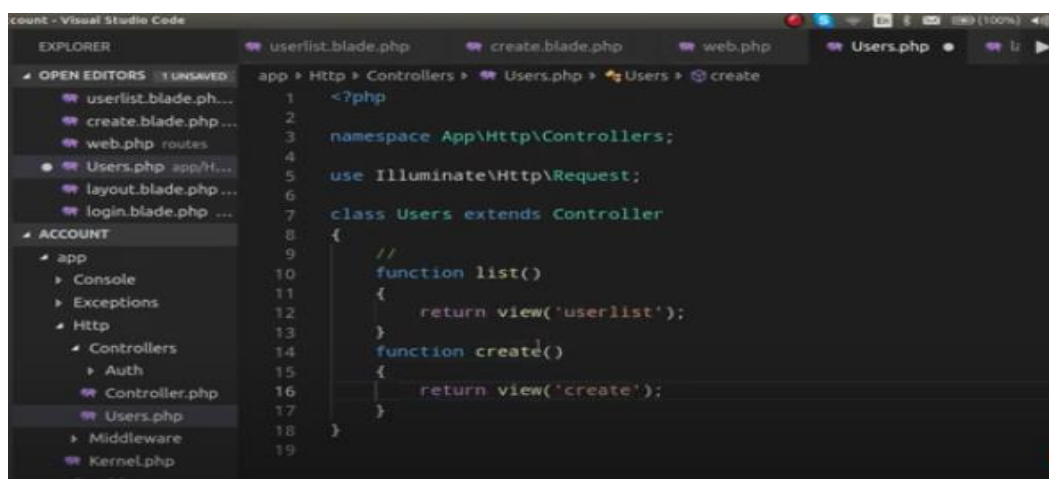 count - Visual Studio Code
En
(100%)
EXPLORER
userlist.blade.php
create.blade.php
web.php
Users.php
OPEN EDITORS 1 UNSAVED
app Http Controllers Users.php Users create
userlist.blade.ph...
create.blade.php...
web.php routes
Users.php app/H...
layout.blade.php...
login.blade.php ...
ACCOUNT
app
Console
Exceptions
Http
Controllers
Auth
Controller.php
Users.php
Middleware
Kernel.php
1 <?php
2
3 namespace App\Http\Controllers;
4
5 use Illuminate\Http\Request;
6
7 class Users extends Controller
8 {
9 //
10 function list()
11 {
12 return view('userlist');
13 }
14 function create()
15 {
16 return view('create');
17 }
18 }
19